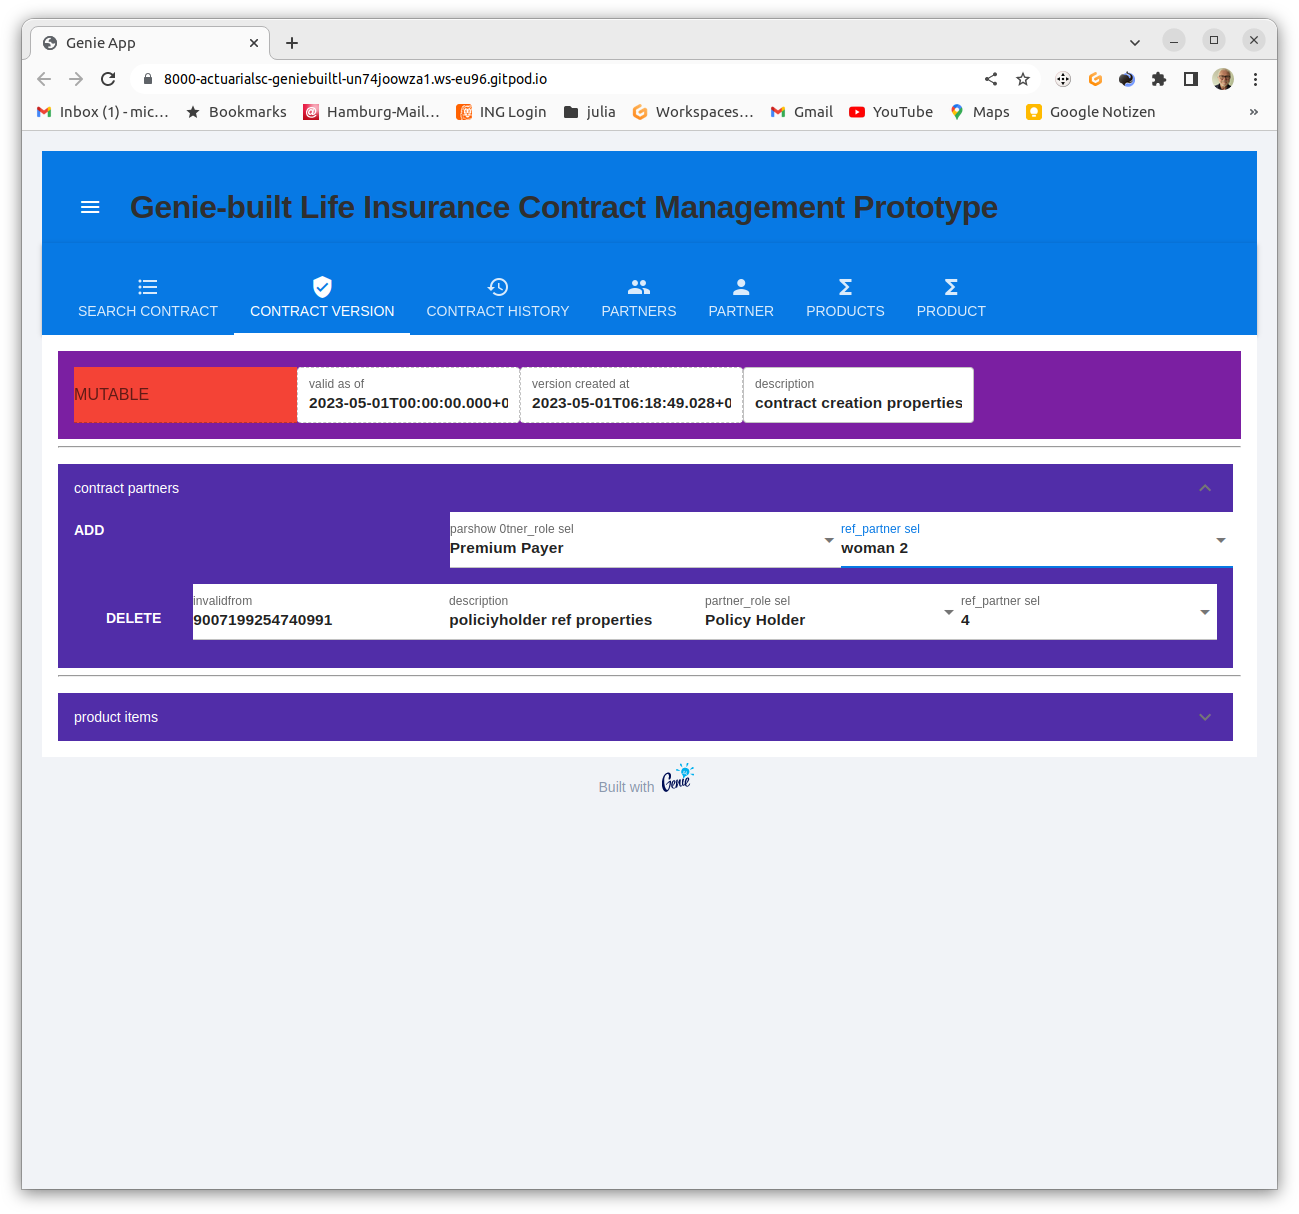 Genie App
8000-actuarialsc-geniebuiltl-un74joowza1.ws-eu96.gitpod.io
Inbox (1) - mic... Bookmarks Hamburg-Mail... ING Login julia Workspaces... Gmail YouTube Maps Google Notizen »
Genie-built Life Insurance Contract Management Prototype
SEARCH CONTRACT CONTRACT VERSION CONTRACT HISTORY PARTNERS PARTNER PRODUCTS PRODUCT
valid as of version created at description
MUTABLE 2023-05-01T00:00:00.000+0 2023-05-01T06:18:49.028+0 contract creation properties
contract partners
parshow 0tner_role sel ref_partner sel
ADD Premium Payer woman 2
invalidfrom description partner_role sel ref_partner sel
DELETE 9007199254740991 policiyholder ref properties Policy Holder 4
product items
Built with Genie